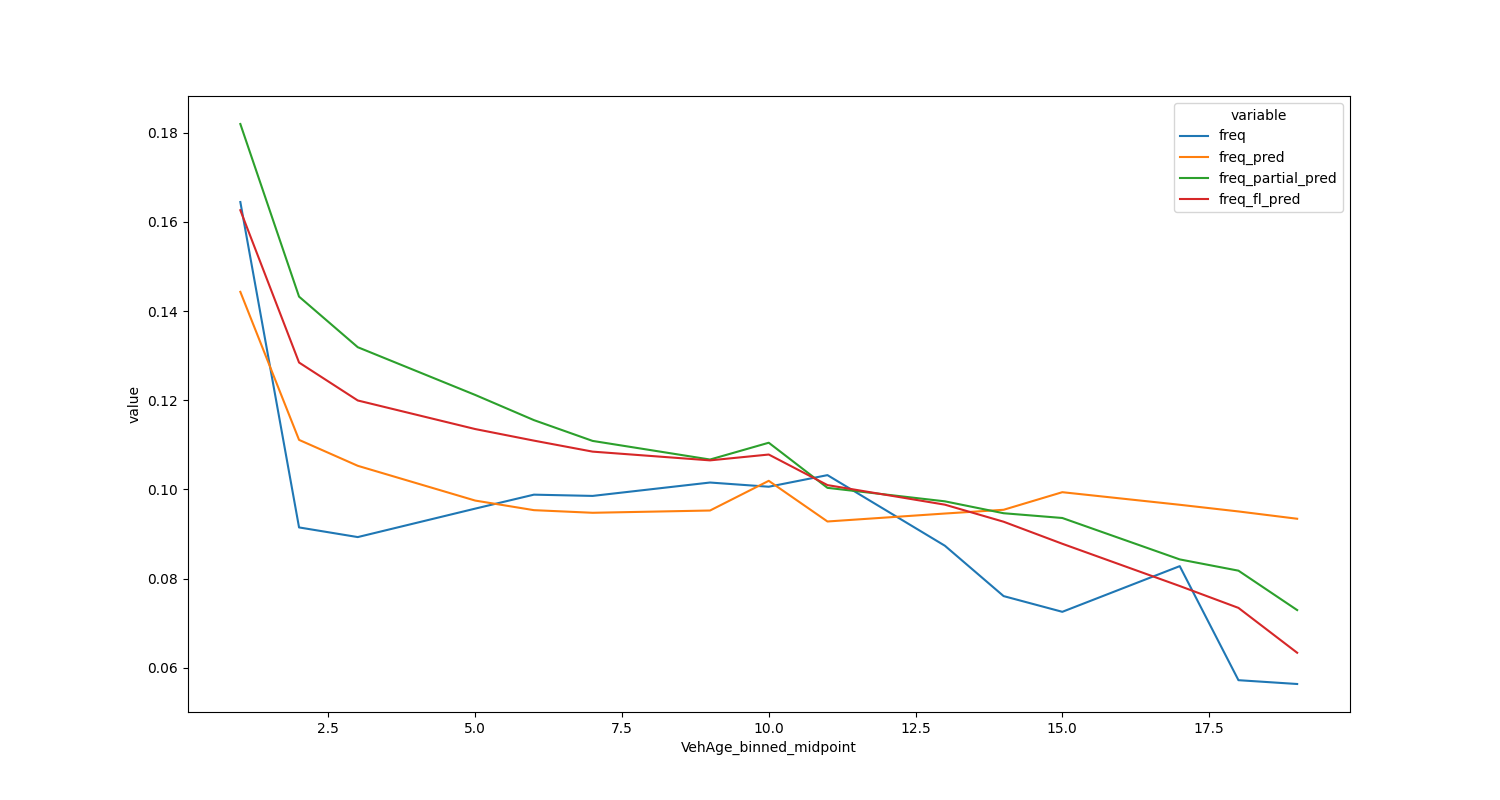 variable
freq
freq_pred
freq_partial_pred
freq_fl_pred
value
0.18
0.16
0.14
0.12
0.10
0.08
0.06
2.5
5.0
7.5
10.0
12.5
15.0
17.5
VehAge_binned_midpoint